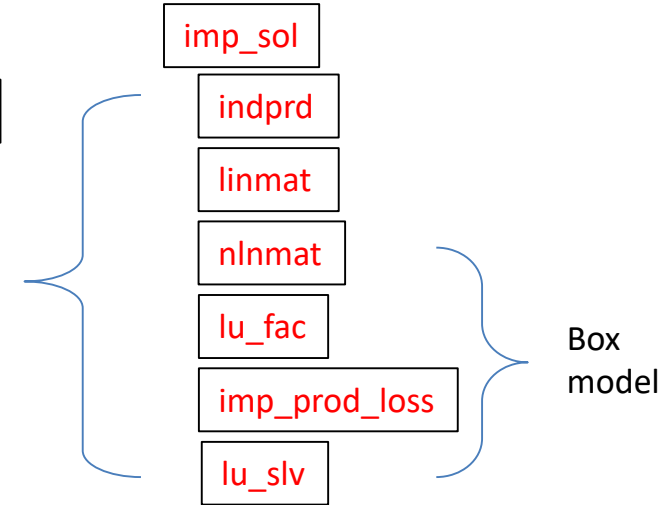 imp_sol
indprd
linmat
nlnmat
lu_fac
imp_prod_loss
lu_slv
Box
model